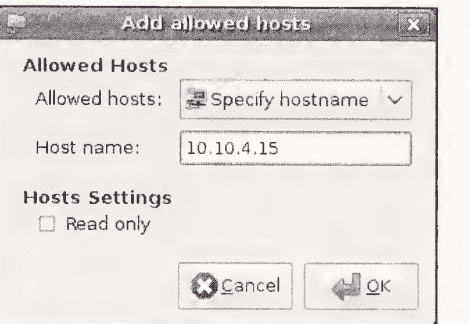 Add allowed hosts
Allowed Hosts
Allowed hosts: Specify hostname
Host name: 10.10.4.15
Hosts Settings
Read only
Cancel OK